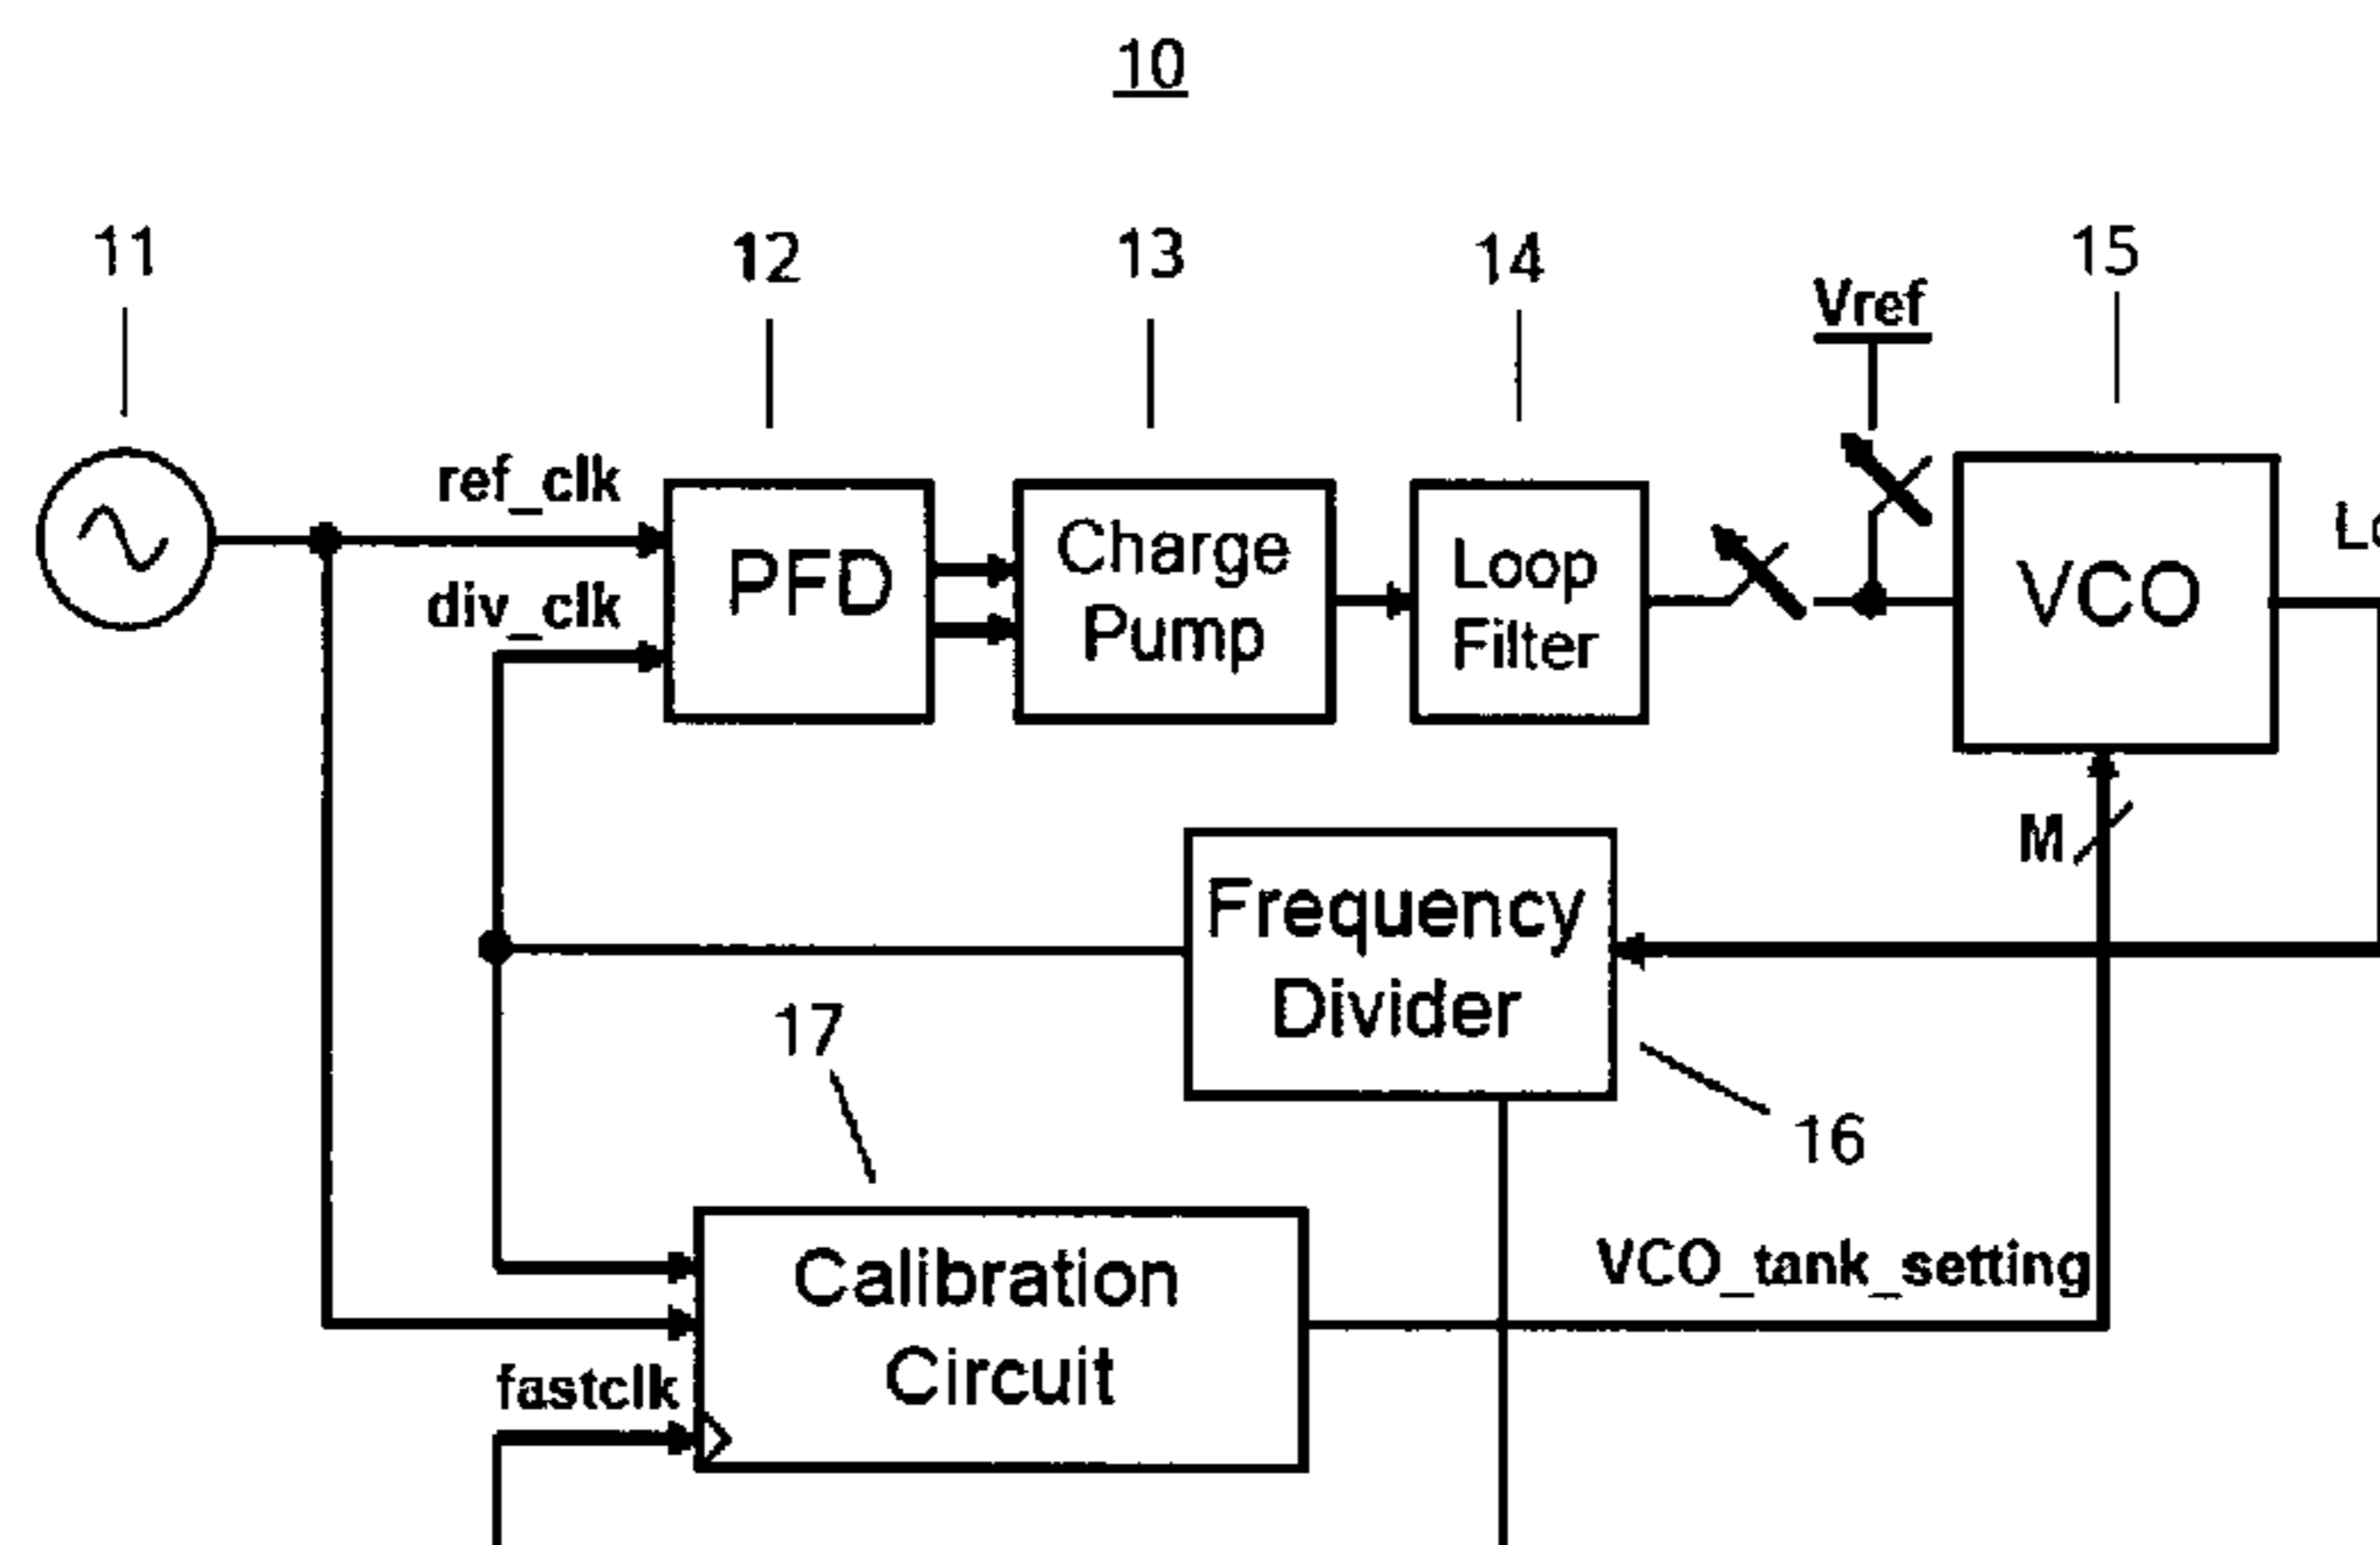 10
11
12
13
14
15
Vref
ref_clk
div_clk
PFD
Charge
Pump
Loop
Filter
VCO
M
Frequency
Divider
16
17
Calibration
Circuit
VCO_tank_setting
fastclk